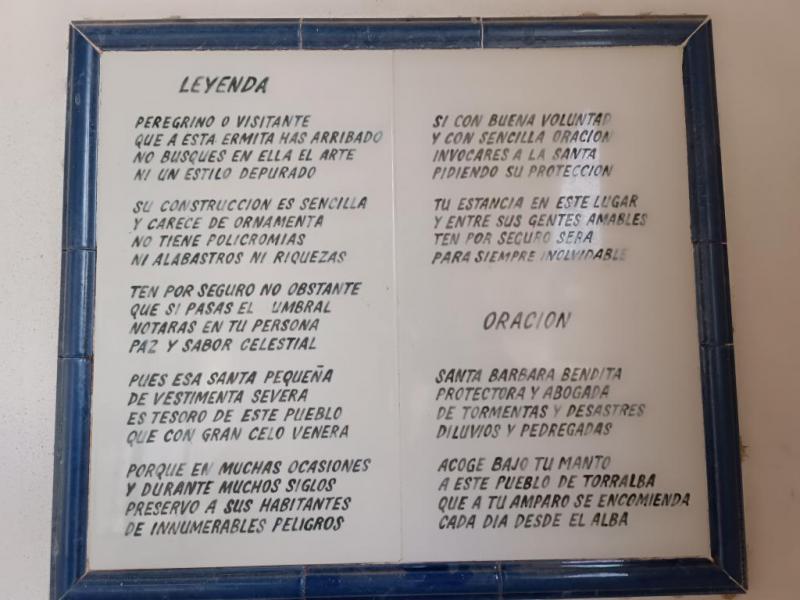 LEYENDA
PEREGRINO O VISITANTE
QUE A ESTA ERMITA HAS ARRIBADO
NO BUSQUES EN ELLA EL ARTE
NI UN ESTILO DEPURADO
SU CONSTRUCCION ES SENCILLA
Y CARECE DE ORNAMENTA
NO TIENE POLICROMIAS
NI ALABASTROS NI RIQUEZAS
TEN POR SEGURO NO OBSTANTE
QUE SI PASAS EL UMBRAL
NOTARAS EN TU PERSONA
PAZ Y SABOR CELESTIAL
PUES ESA SANTA PEQUEÑA
DE VESTIMENTA SEVERA
ES TESORO DE ESTE PUEBLO
QUE CON GRAN CELO VENERA
PORQUE EN MUCHAS OCASIONES
Y DURANTE MUCHOS SIGLOS
PRESERVO A SUS HABITANTES
DE INNUMERABLES PELIGROS
SI CON BUENA VOLUNTAD
Y CON SENCILLA ORACION
INVOCARES A LA SANTA
PIDIENDO SU PROTECCION
TU ESTANCIA EN ESTE LUGAR
Y ENTRE SUS GENTES AMABLES
TEN POR SEGURO SERA
PARA SIEMPRE INOLVIDABLE
ORACION
SANTA BARBARA BENDITA
PROTECTORA Y ABOGADA
DE TORMENTAS Y DESASTRES
DILUVIOS Y PEDREGADAS
ACOGE BAJO TU MANTO
A ESTE PUEBLO DE TORRALBA
QUE A TU AMPARO SE ENCOMIENDA
CADA DIA DESDE EL ALBA